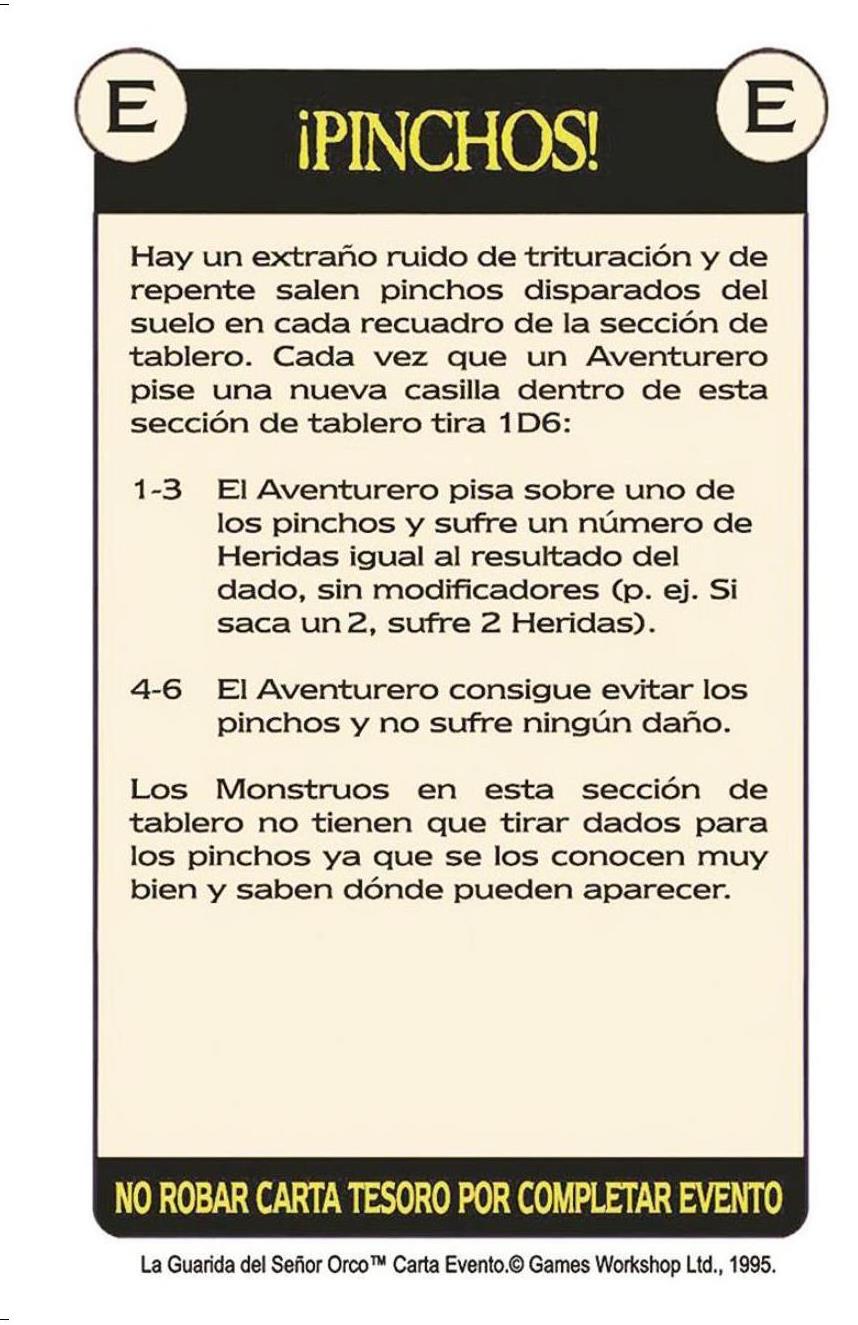 E
¡PINCHOS!
E
Hay un extraño ruido de trituración y de
repente salen pinchos disparados del
suelo en cada recuadro de la sección de
tablero. Cada vez que un Aventurero
pise una nueva casilla dentro de esta
sección de tablero tira 1D6:
1-3 El Aventurero pisa sobre uno de
los pinchos y sufre un número de
Heridas igual al resultado del
dado, sin modificadores (p. ej. Si
saca un 2, sufre 2 Heridas).
4-6 El Aventurero consigue evitar los
pinchos y no sufre ningún daño.
Los Monstruos en esta sección de
tablero no tienen que tirar dados para
los pinchos ya que se los conocen muy
bien y saben dónde pueden aparecer.
NO ROBAR CARTA TESORO POR COMPLETAR EVENTO
La Guarida del Señor Orco™ Carta Evento.© Games Workshop Ltd., 1995.